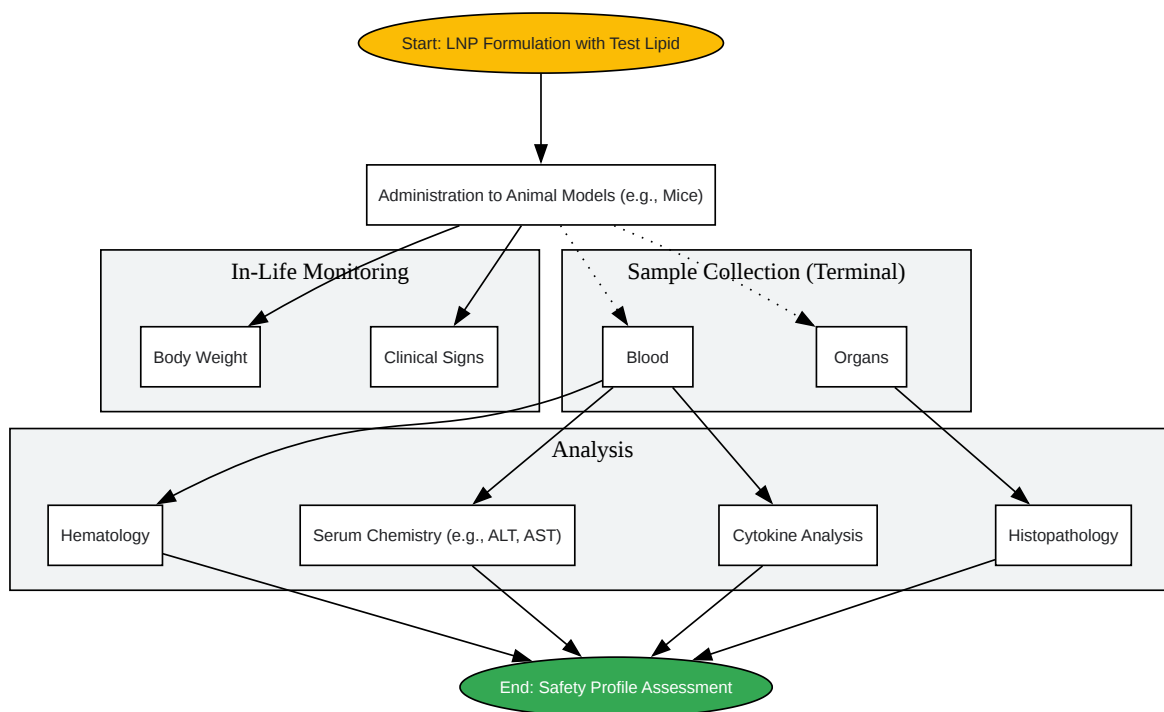 Start: LNP Formulation with Test Lipid
Administration to Animal Models (e.g., Mice)
In-Life Monitoring
Sample Collection (Terminal)
Body Weight
Clinical Signs
Blood
Organs
Analysis
Hematology
Serum Chemistry (e.g., ALT, AST)
Cytokine Analysis
Histopathology
End: Safety Profile Assessment